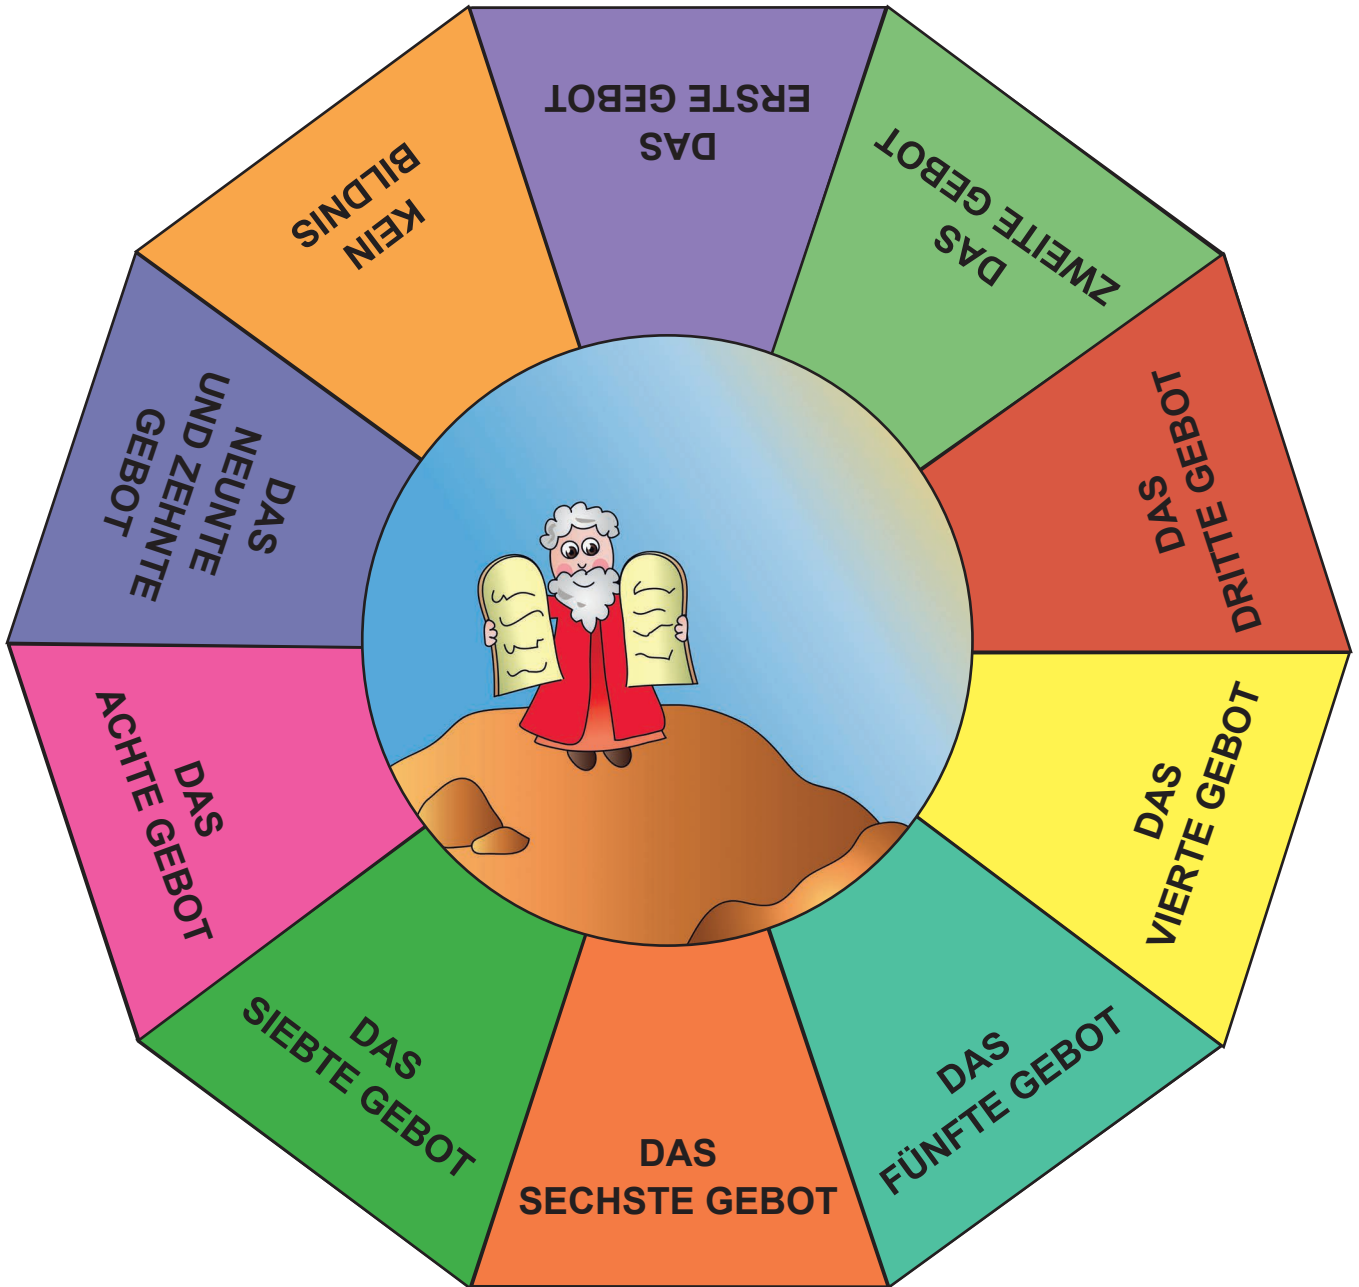 DAS
ERSTE GEBOT
DAS
ZWEITE GEBOT
DAS
DRITTE GEBOT
DAS
VIERTE GEBOT
DAS
FÜNFTE GEBOT
DAS
SECHSTE GEBOT
DAS
SIEBTE GEBOT
DAS
ACHTE GEBOT
DAS
NEUNTE
UND ZEHNTE
GEBOT
KEIN
BILDNIS